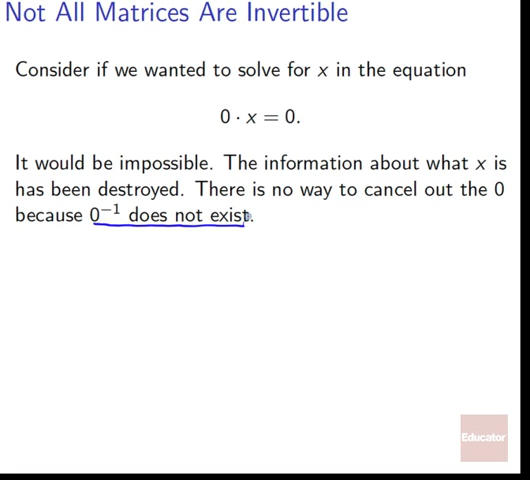 Not All Matrices Are Invertible
Consider if we wanted to solve for x in the equation
0 · x = 0.
It would be impossible. The information about what x is
has been destroyed. There is no way to cancel out the 0
because 0⁻¹ does not exist.
Educator